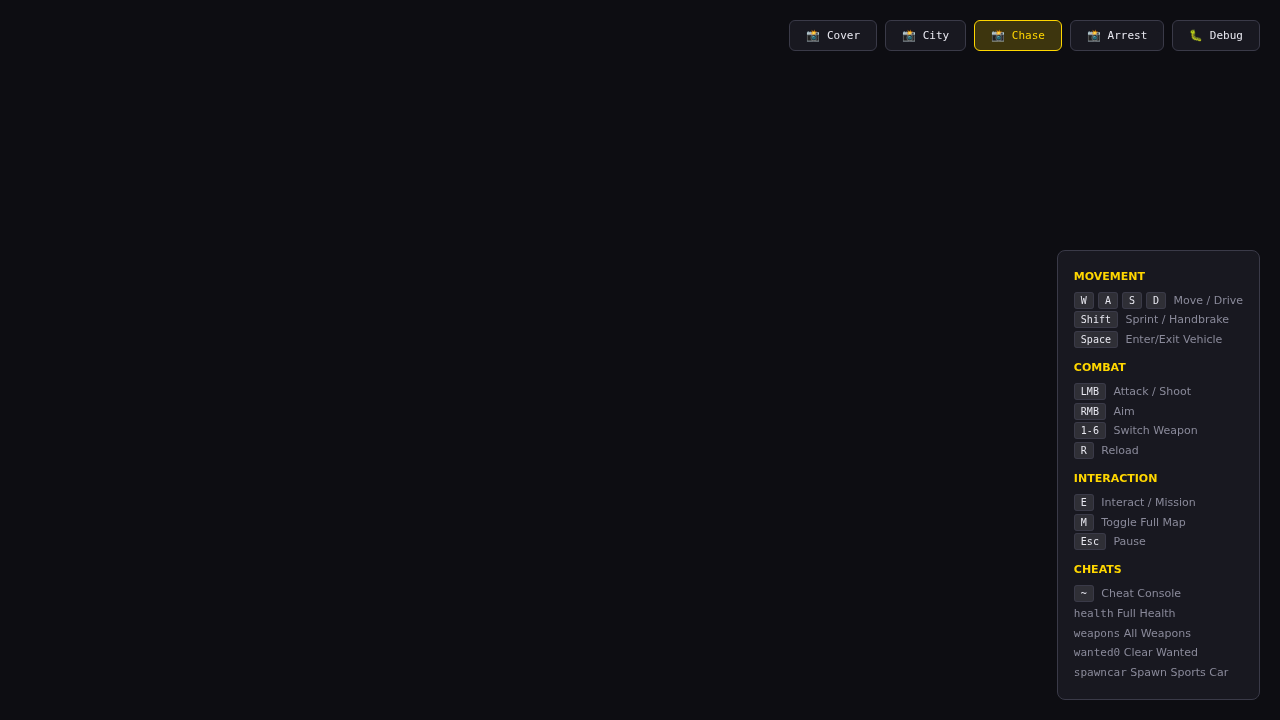 📸 Cover 📸 City 📸 Chase 📸 Arrest 🐛 Debug
MOVEMENT
W A S D Move / Drive
Shift Sprint / Handbrake
Space Enter/Exit Vehicle
COMBAT
LMB Attack / Shoot
RMB Aim
1-6 Switch Weapon
R Reload
INTERACTION
E Interact / Mission
M Toggle Full Map
Esc Pause
CHEATS
~ Cheat Console
health Full Health
weapons All Weapons
wanted0 Clear Wanted
spawncar Spawn Sports Car